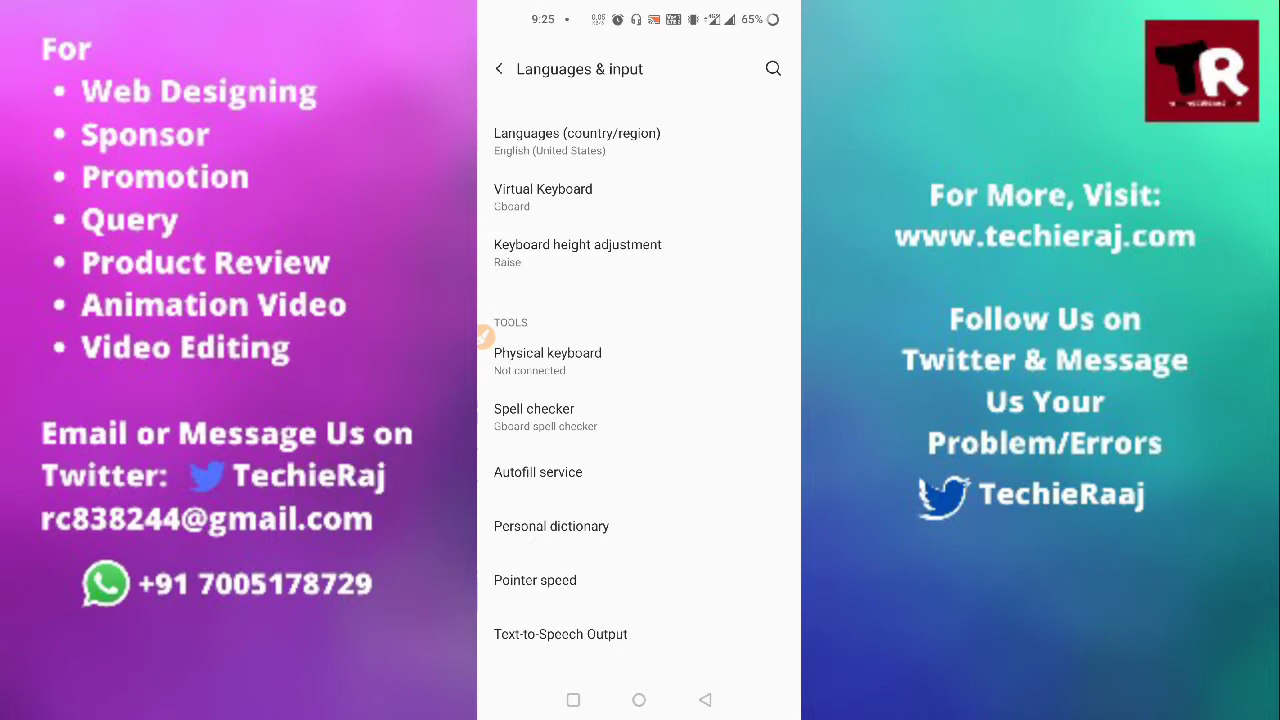 For
• Web Designing
• Sponsor
• Promotion
• Query
• Product Review
• Animation Video
• Video Editing
Email or Message Us on
Twitter: TechieRaj
rc838244@gmail.com
+91 7005178729
9:25
65%
Languages & input
Languages (country/region)
English (United States)
Virtual Keyboard
Gboard
Keyboard height adjustment
Raise
TOOLS
Physical keyboard
Not connected
Spell checker
Gboard spell checker
Autofill service
Personal dictionary
Pointer speed
Text-to-Speech Output
TR
For More, Visit:
www.techieraj.com
Follow Us on
Twitter & Message
Us Your
Problem/Errors
TechieRaaj